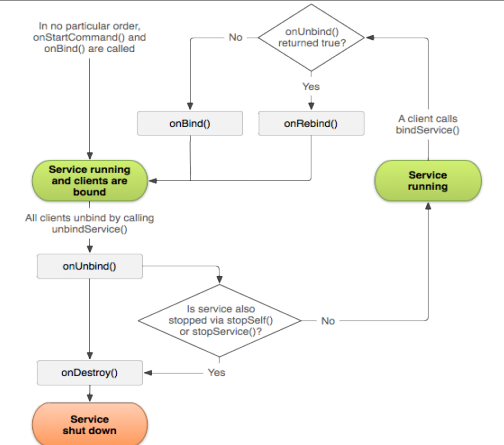 In no particular order,
onStartCommand() and
onBind() are called
No
onUnbind()
returned true?
Yes
onBind()
onRebind()
A client calls
bindService()
Service running
and clients are
bound
Service
running
All clients unbind by calling
unbindService()
onUnbind()
Is service also
stopped via stopSelf()
or stopService()?
No
Yes
onDestroy()
Service
shut down